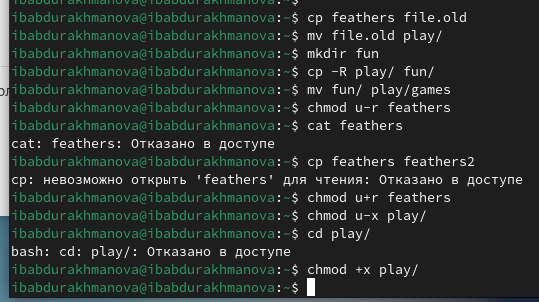 ibabdurakhmanova@ibabdurakhmanova:~$ cp feathers file.old
ibabdurakhmanova@ibabdurakhmanova:~$ mv file.old play/
ibabdurakhmanova@ibabdurakhmanova:~$ mkdir fun
ibabdurakhmanova@ibabdurakhmanova:~$ cp -R play/ fun/
ibabdurakhmanova@ibabdurakhmanova:~$ mv fun/ play/games
ibabdurakhmanova@ibabdurakhmanova:~$ chmod u-r feathers
ibabdurakhmanova@ibabdurakhmanova:~$ cat feathers
cat: feathers: Отказано в доступе
ibabdurakhmanova@ibabdurakhmanova:~$ cp feathers feathers2
cp: невозможно открыть 'feathers' для чтения: Отказано в доступе
ibabdurakhmanova@ibabdurakhmanova:~$ chmod u+r feathers
ibabdurakhmanova@ibabdurakhmanova:~$ chmod u-x play/
ibabdurakhmanova@ibabdurakhmanova:~$ cd play/
bash: cd: play/: Отказано в доступе
ibabdurakhmanova@ibabdurakhmanova:~$ chmod +x play/
ibabdurakhmanova@ibabdurakhmanova:~$